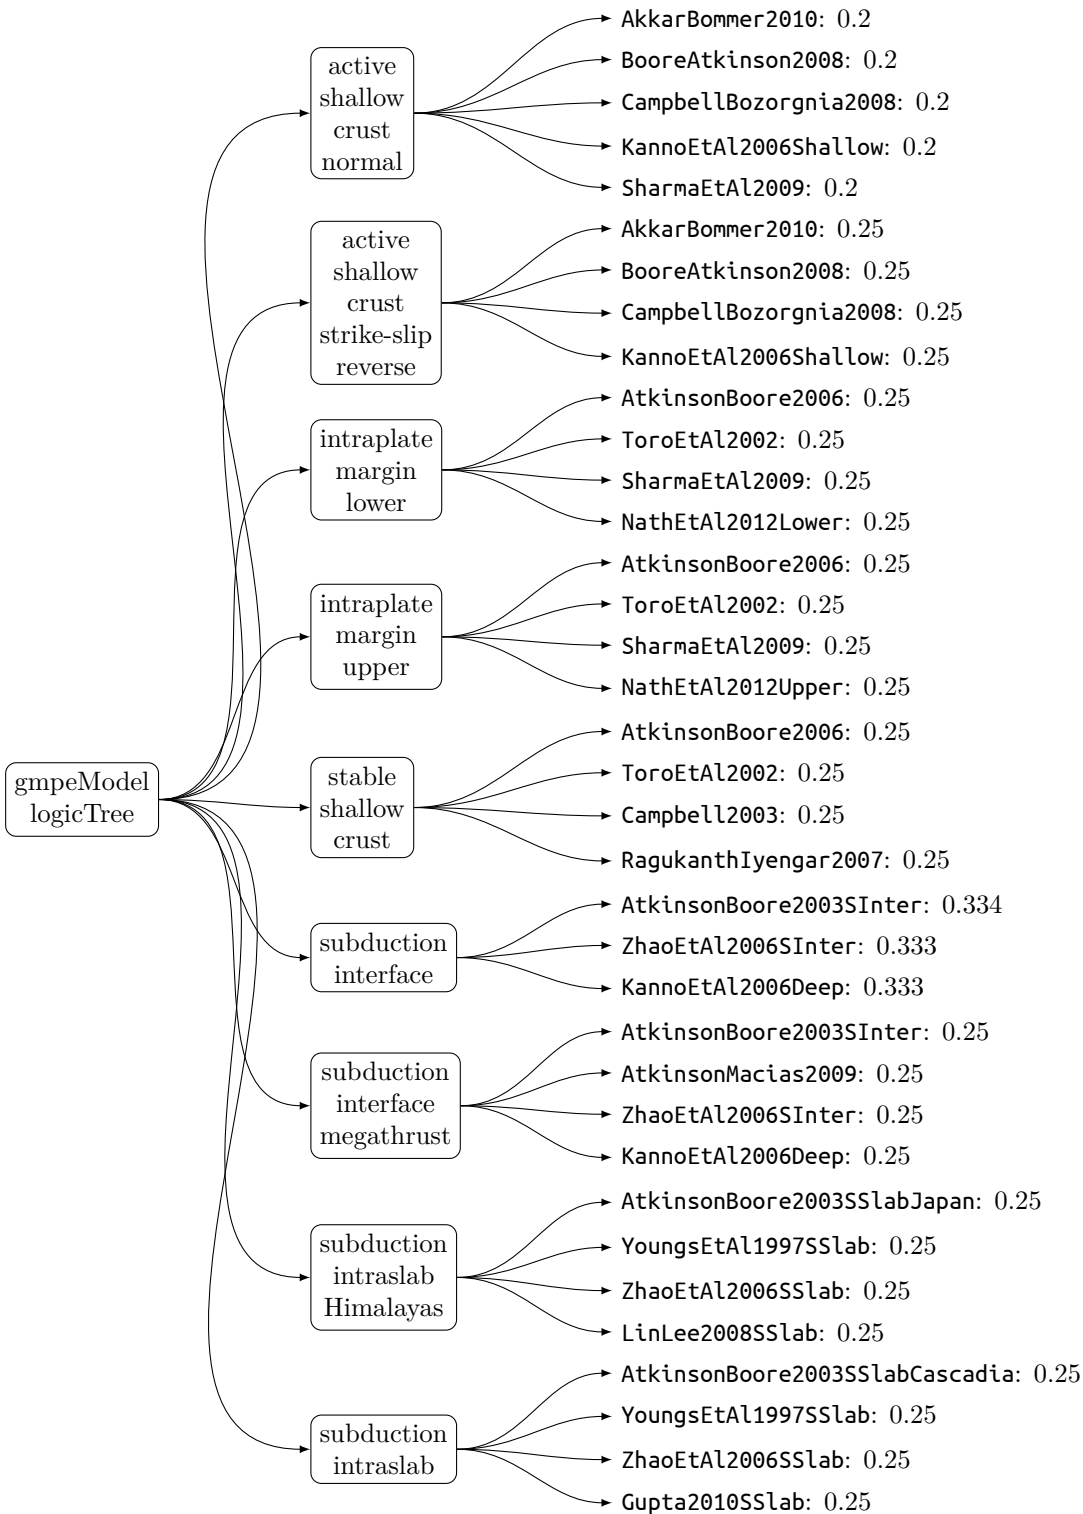 gmpeModel
logicTree
active
shallow
crust
normal
AkkarBommer2010: 0.2
BooreAtkinson2008: 0.2
CampbellBozorgnia2008: 0.2
KannoEtAl2006Shallow: 0.2
SharmaEtAl2009: 0.2
active
shallow
crust
strike-slip
reverse
AkkarBommer2010: 0.25
BooreAtkinson2008: 0.25
CampbellBozorgnia2008: 0.25
KannoEtAl2006Shallow: 0.25
intraplate
margin
lower
AtkinsonBoore2006: 0.25
ToroEtAl2002: 0.25
SharmaEtAl2009: 0.25
NathEtAl2012Lower: 0.25
intraplate
margin
upper
AtkinsonBoore2006: 0.25
ToroEtAl2002: 0.25
SharmaEtAl2009: 0.25
NathEtAl2012Upper: 0.25
stable
shallow
crust
AtkinsonBoore2006: 0.25
ToroEtAl2002: 0.25
Campbell2003: 0.25
RagukanthIyengar2007: 0.25
subduction
interface
AtkinsonBoore2003SInter: 0.334
ZhaoEtAl2006SInter: 0.333
KannoEtAl2006Deep: 0.333
subduction
interface
megathrust
AtkinsonBoore2003SInter: 0.25
AtkinsonMacias2009: 0.25
ZhaoEtAl2006SInter: 0.25
KannoEtAl2006Deep: 0.25
subduction
intraslab
Himalayas
AtkinsonBoore2003SSlabJapan: 0.25
YoungsEtAl1997SSlab: 0.25
ZhaoEtAl2006SSlab: 0.25
LinLee2008SSlab: 0.25
subduction
intraslab
AtkinsonBoore2003SSlabCascadia: 0.25
YoungsEtAl1997SSlab: 0.25
ZhaoEtAl2006SSlab: 0.25
Gupta2010SSlab: 0.25